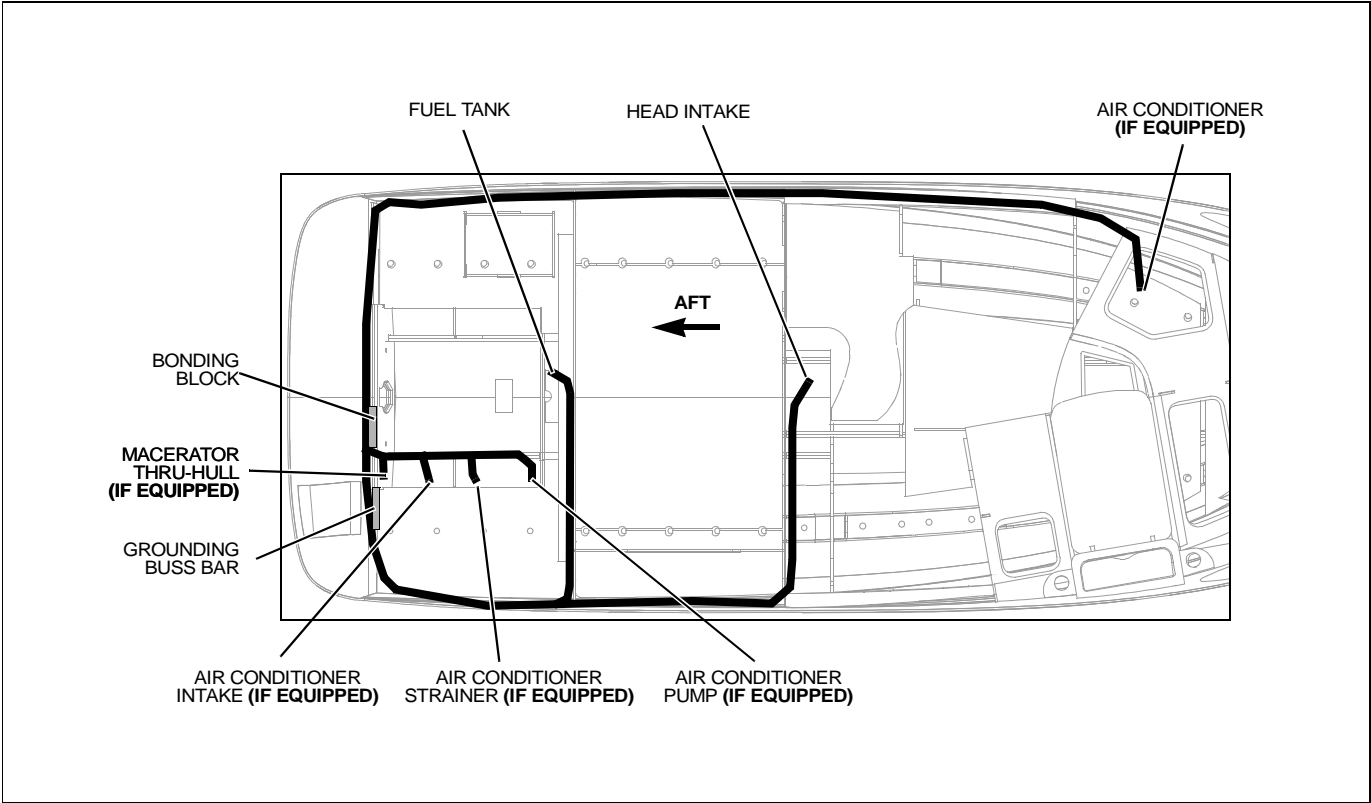 FUEL TANK
HEAD INTAKE
AIR CONDITIONER
(IF EQUIPPED)
AFT
BONDING
BLOCK
MACERATOR
THRU-HULL
(IF EQUIPPED)
GROUNDING
BUSS BAR
AIR CONDITIONER
INTAKE (IF EQUIPPED)
AIR CONDITIONER
STRAINER (IF EQUIPPED)
AIR CONDITIONER
PUMP (IF EQUIPPED)